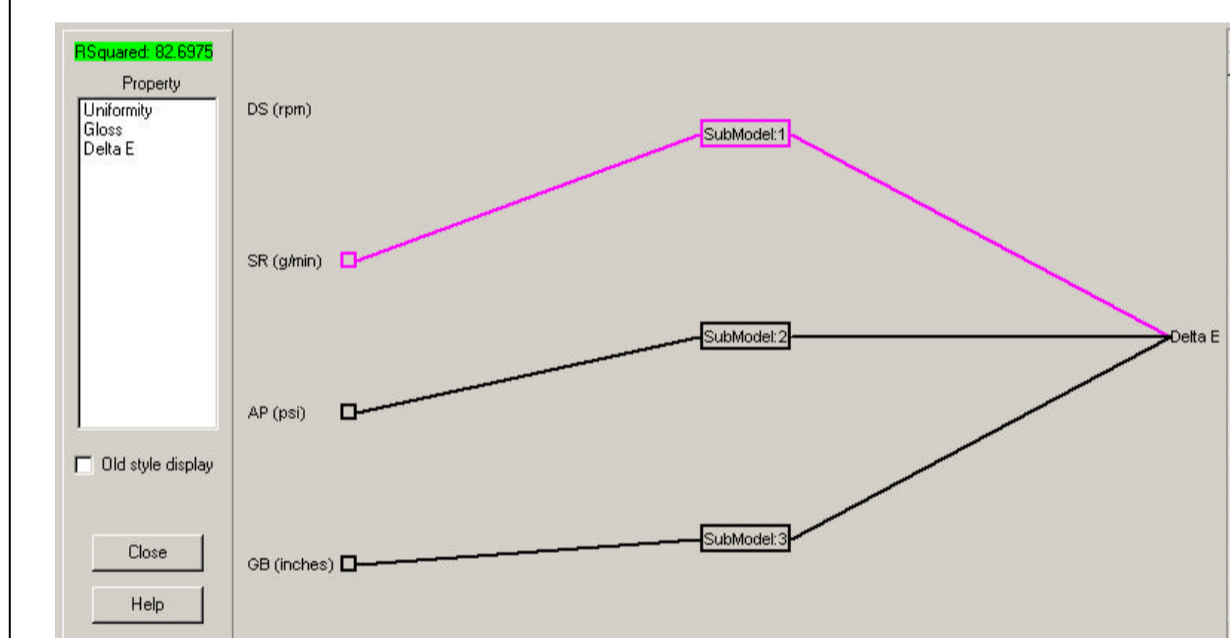 RSquared: 82.6975
Property
Uniformity
Gloss
Delta E
Old style display
Close
Help
DS (rpm)
SR (g/min)
AP (psi)
GB (inches)
SubModel:1
SubModel:2
SubModel:3
Delta E